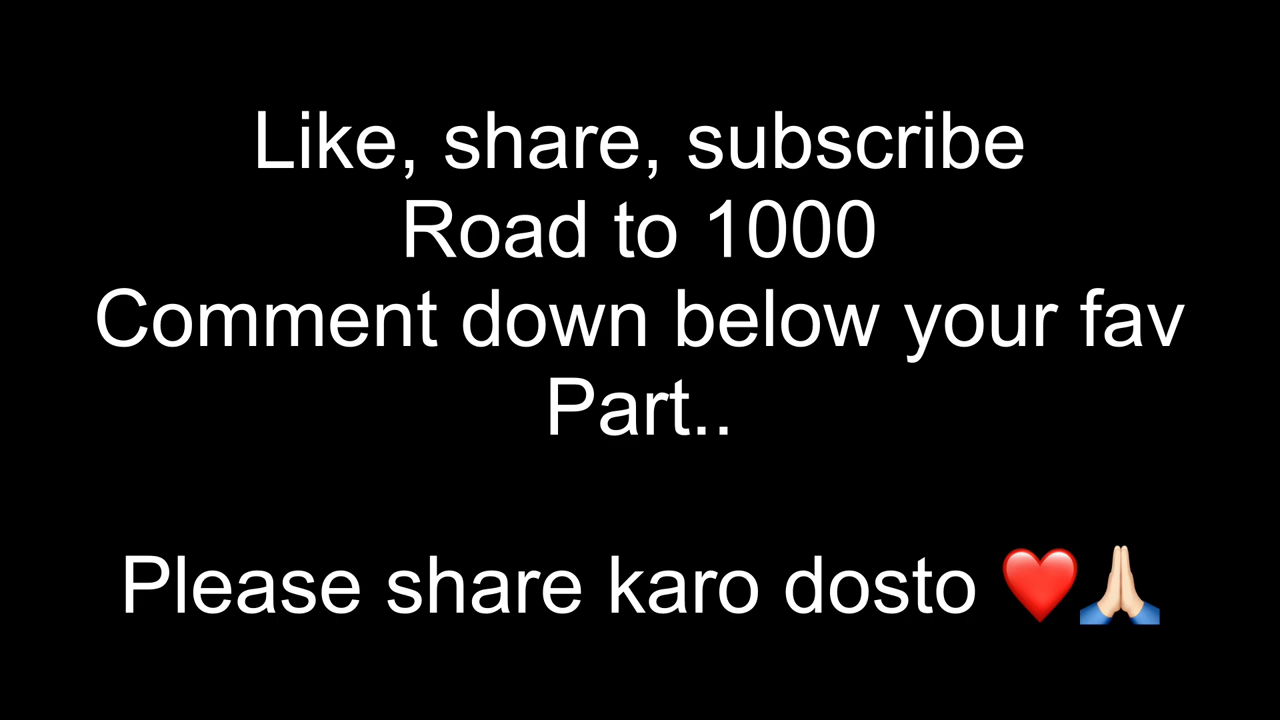 Like, share, subscribe
Road to 1000
Comment down below your fav
Part..
Please share karo dosto ❤️🙏🏻